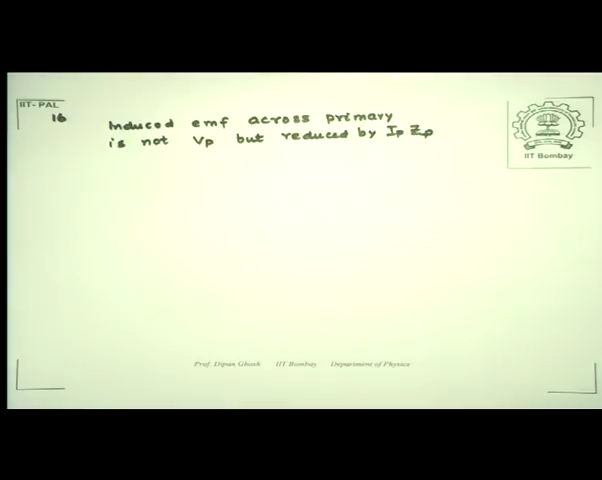 IIT- PAL
16
Induced emf across primary
is not Vp but reduced by Ip Zp
IIT Bombay
Prof. Dipan Ghosh IIT Bombay Department of Physics